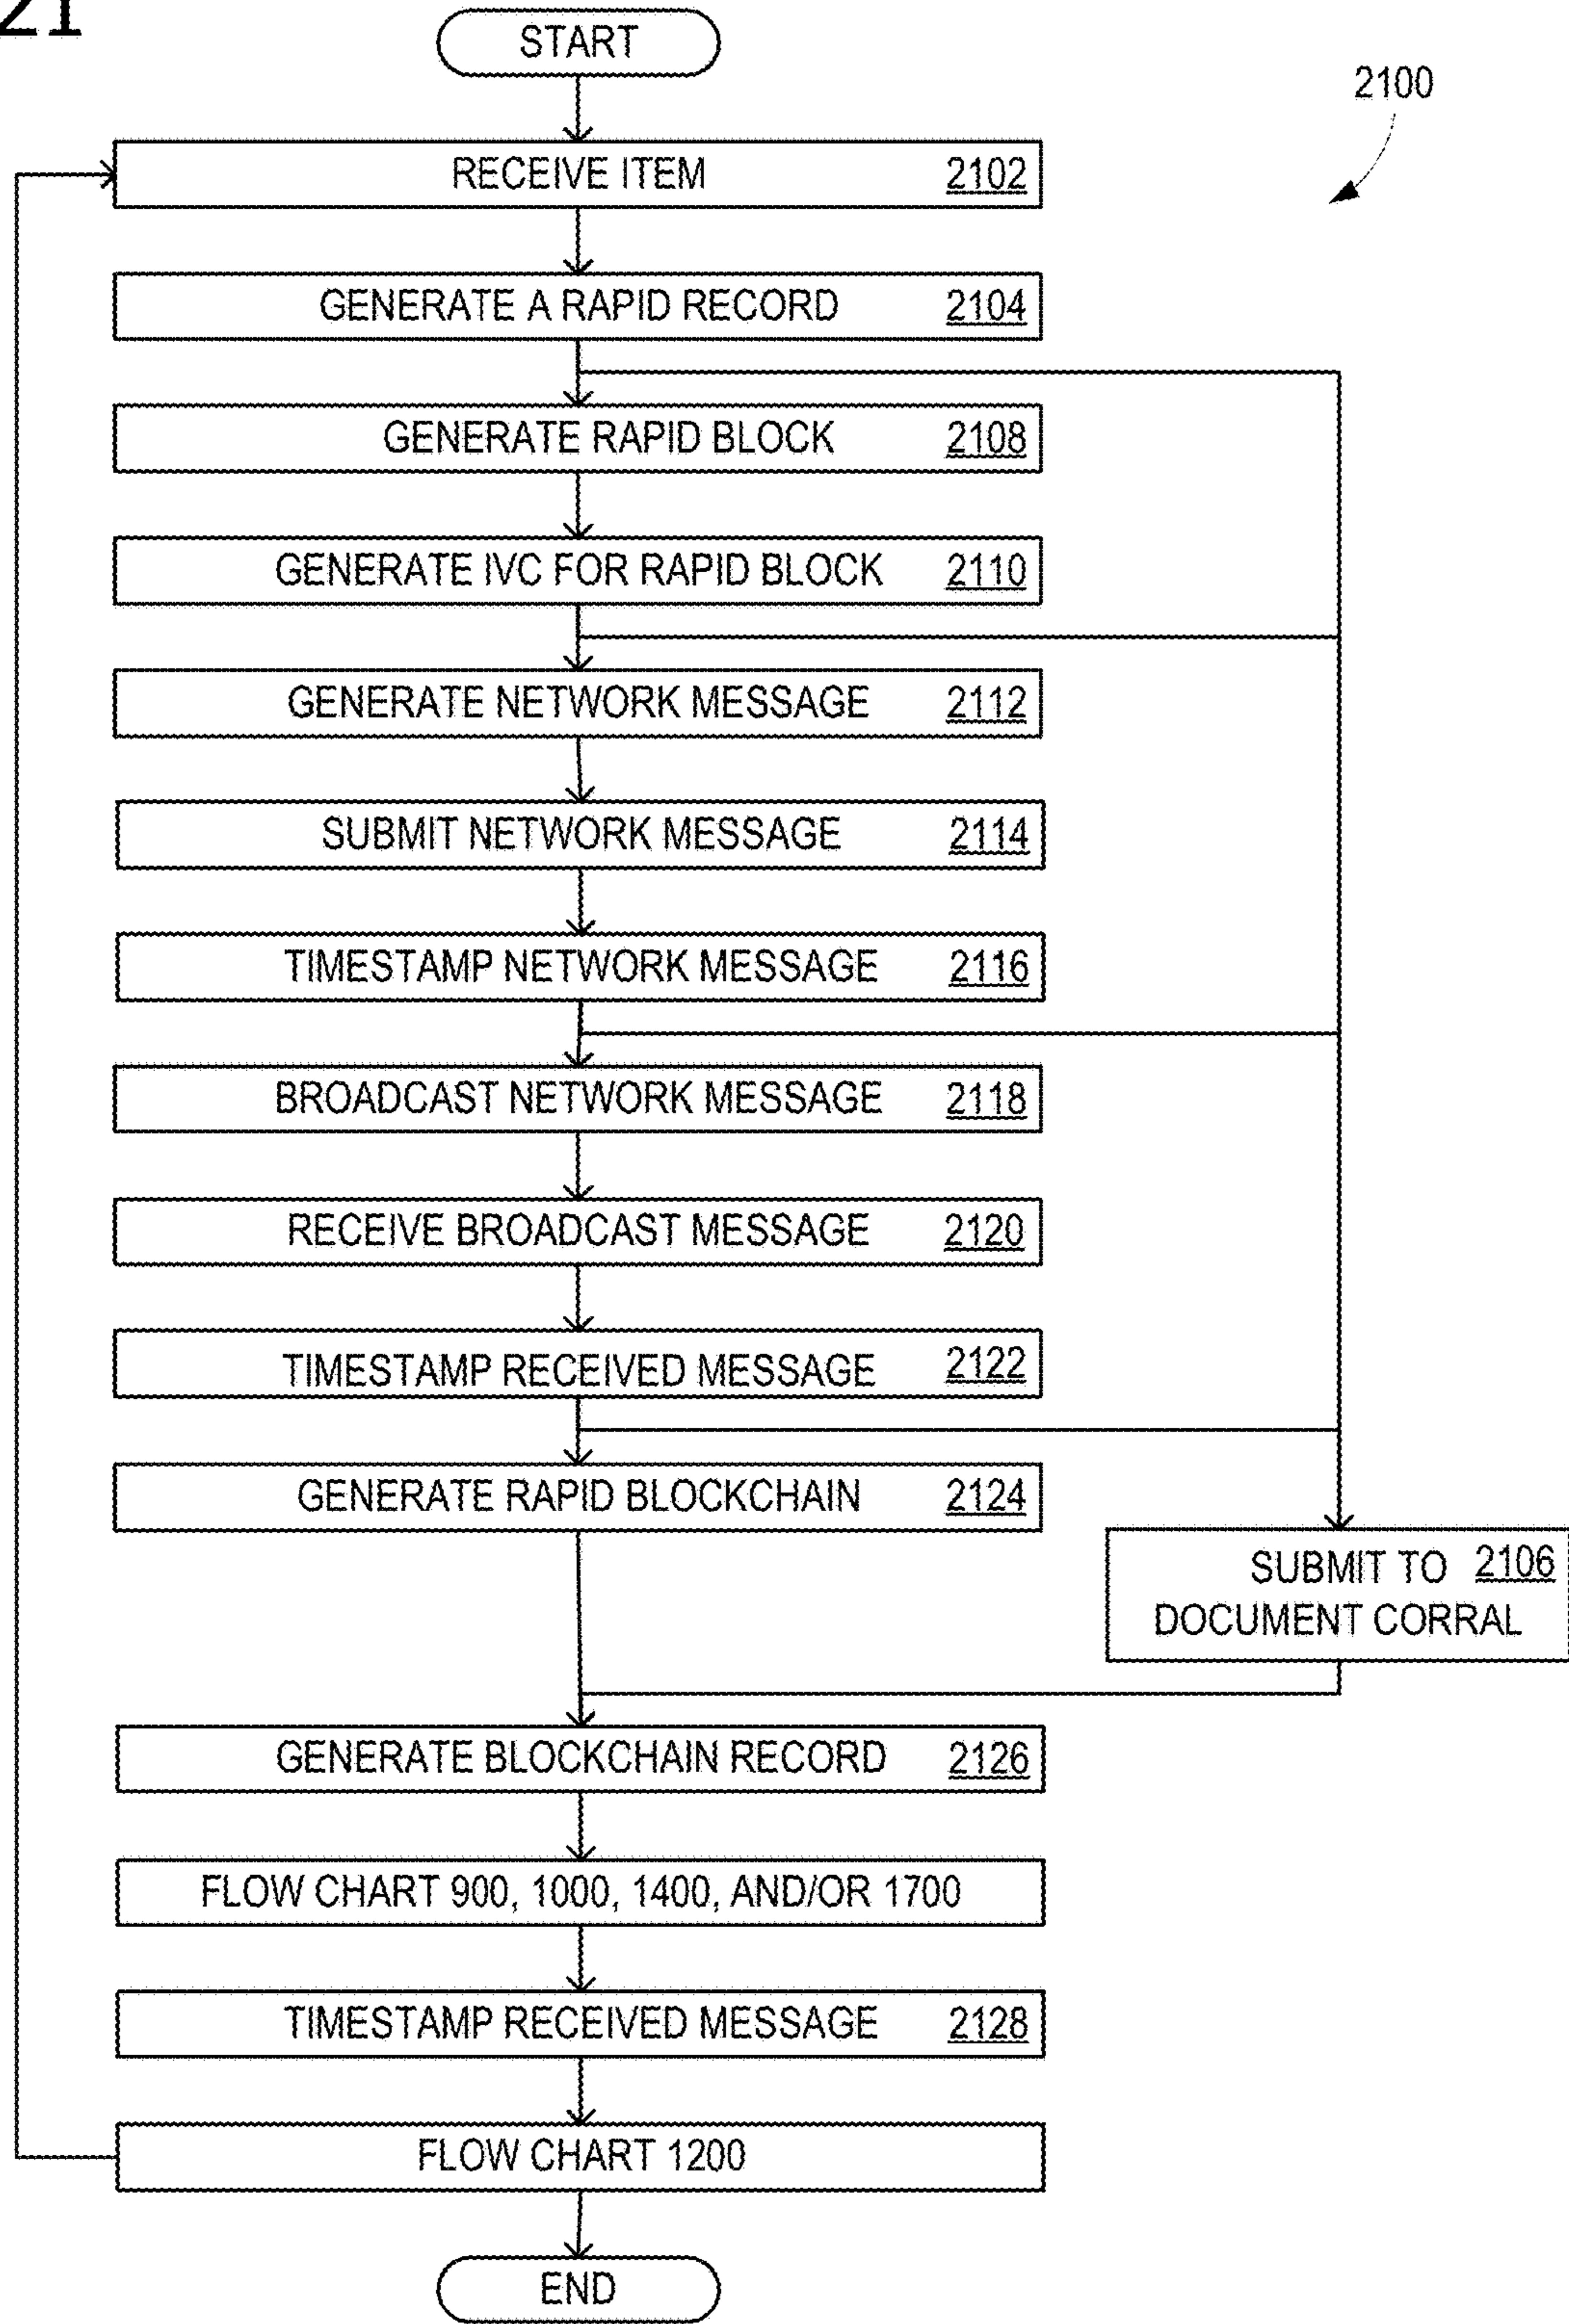 21
START
2100
RECEIVE ITEM 2102
GENERATE A RAPID RECORD 2104
GENERATE RAPID BLOCK 2108
GENERATE IVC FOR RAPID BLOCK 2110
GENERATE NETWORK MESSAGE 2112
SUBMIT NETWORK MESSAGE 2114
TIMESTAMP NETWORK MESSAGE 2116
BROADCAST NETWORK MESSAGE 2118
RECEIVE BROADCAST MESSAGE 2120
TIMESTAMP RECEIVED MESSAGE 2122
GENERATE RAPID BLOCKCHAIN 2124
SUBMIT TO 2106
DOCUMENT CORRAL
GENERATE BLOCKCHAIN RECORD 2126
FLOW CHART 900, 1000, 1400, AND/OR 1700
TIMESTAMP RECEIVED MESSAGE 2128
FLOW CHART 1200
END